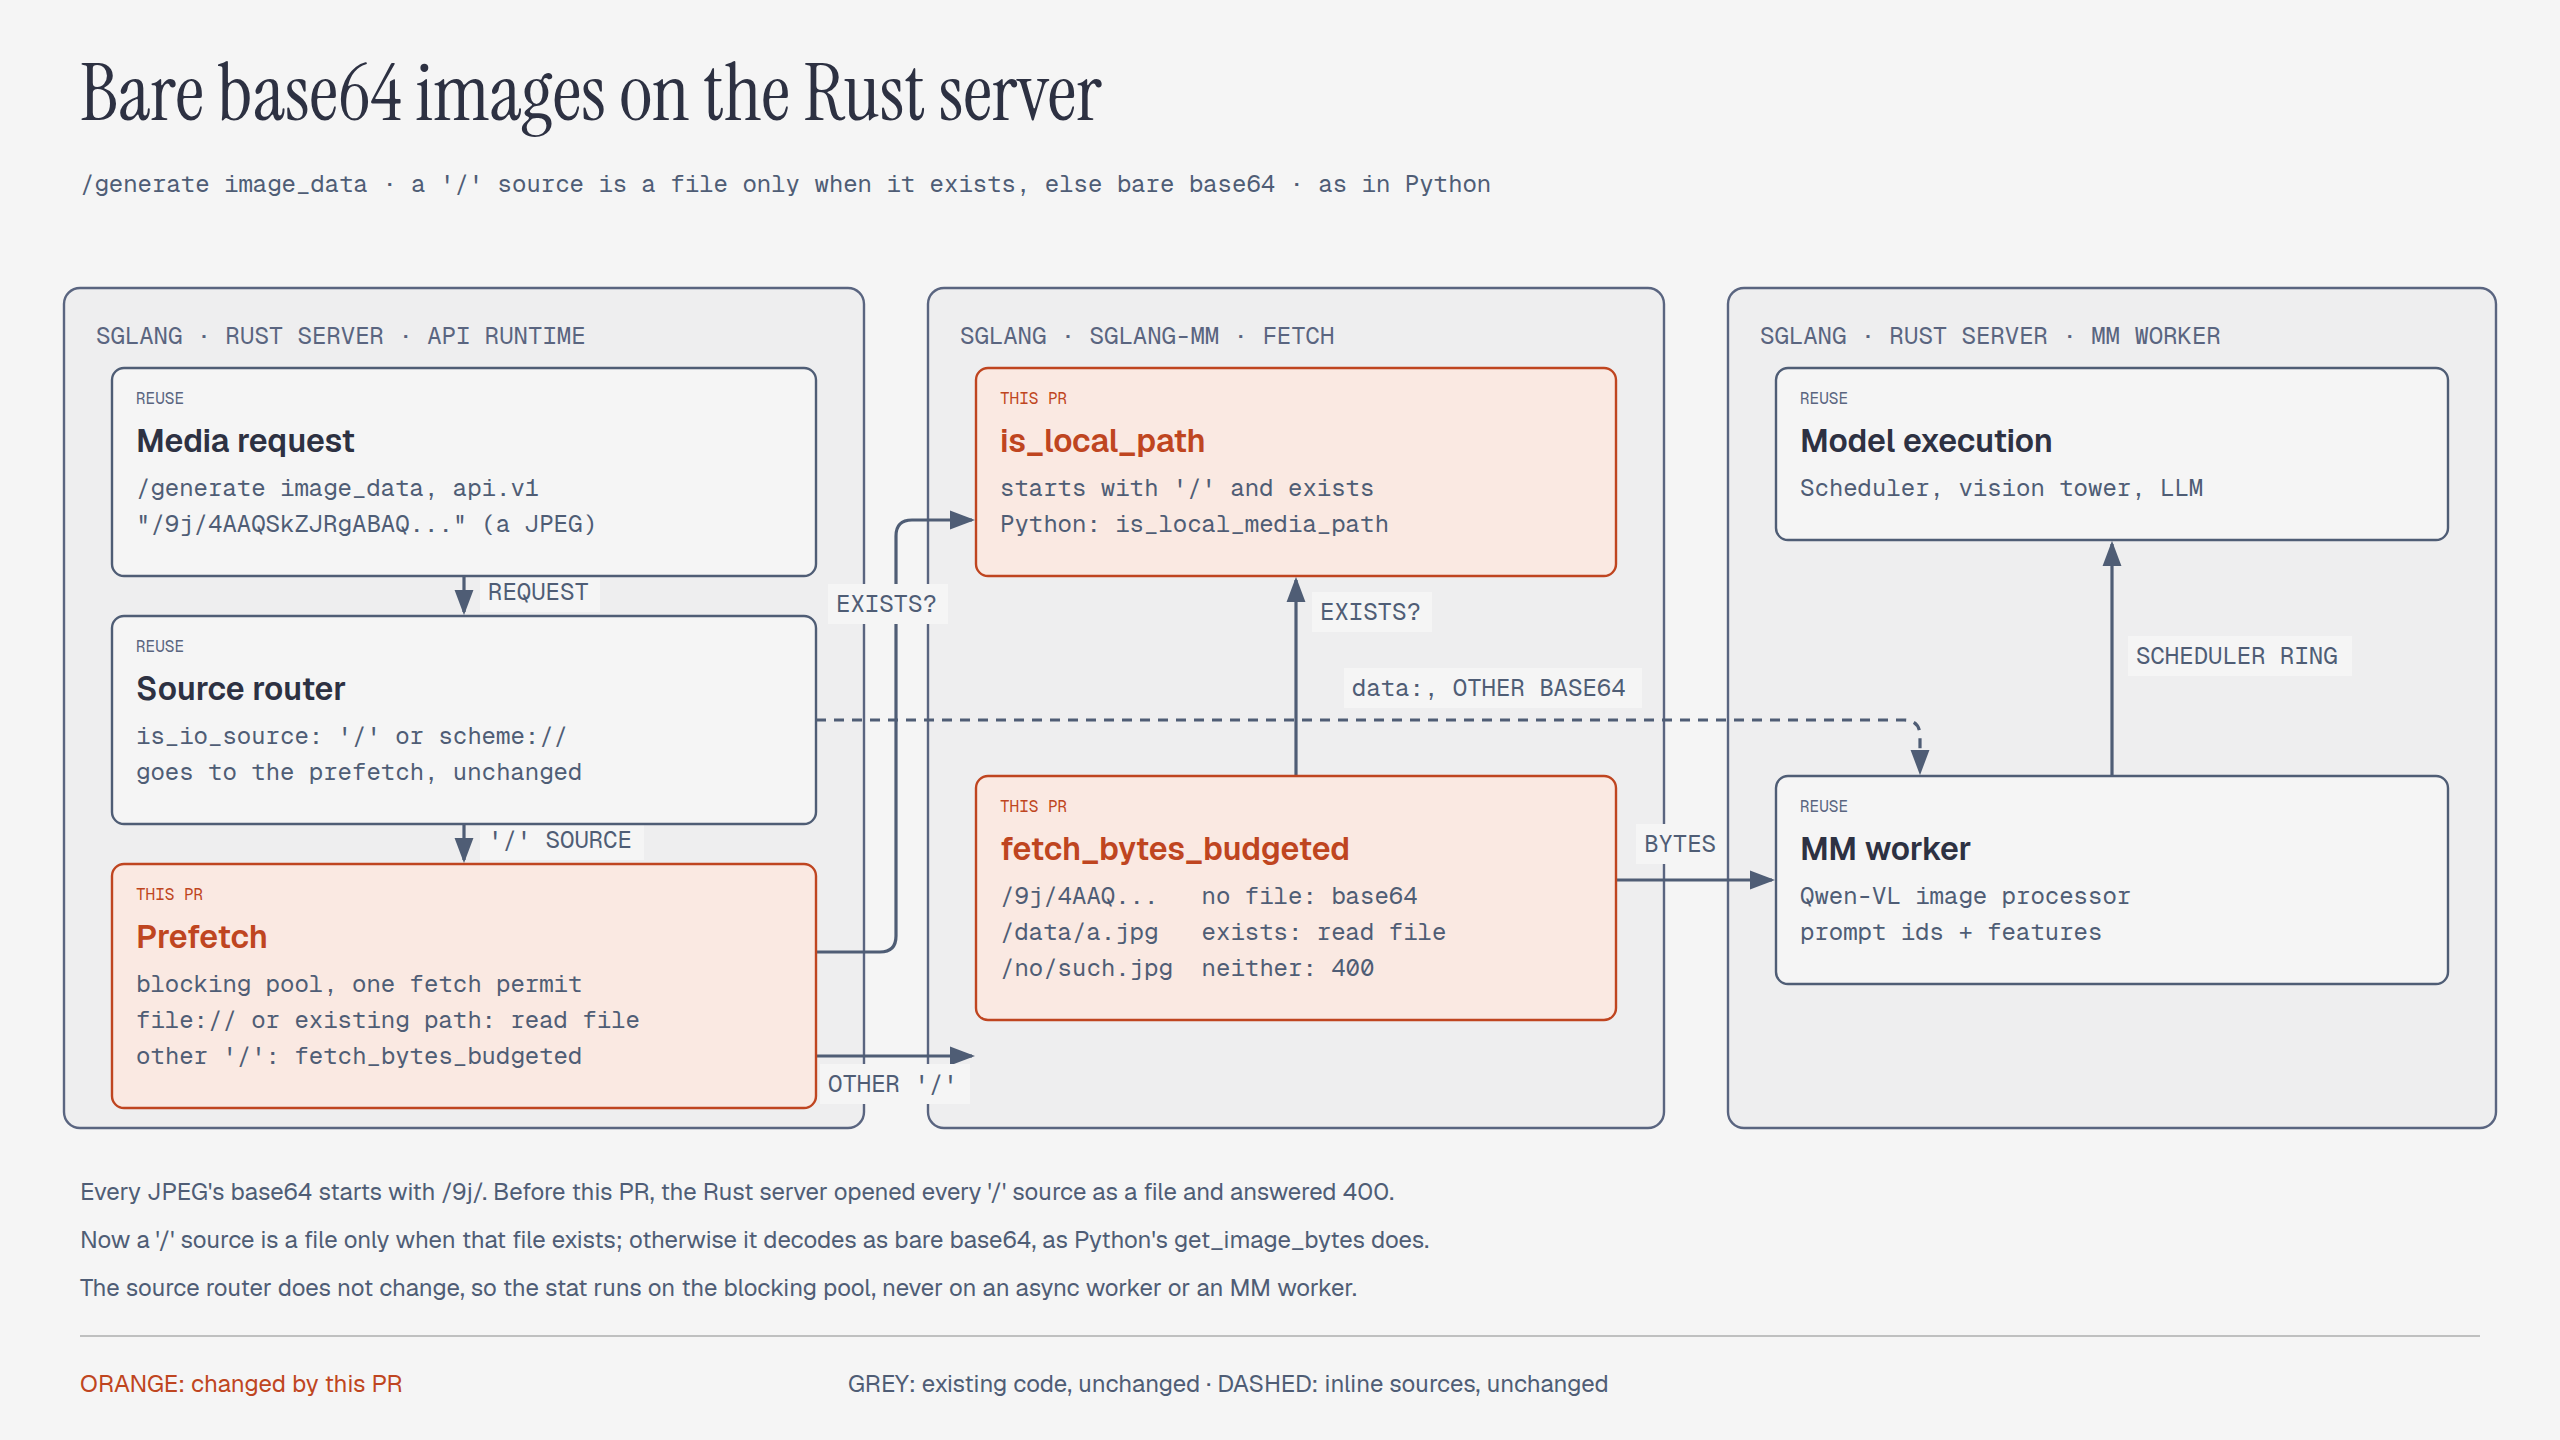 Bare base64 images on the Rust server
/generate image_data · a '/' source is a file only when it exists, else bare base64 · as in Python
SGLANG · RUST SERVER · API RUNTIME
REUSE
Media request
/generate image_data, api.v1
"/9j/4AAQSkZJRgABAQ..." (a JPEG)
REQUEST
REUSE
Source router
is_io_source: '/' or scheme://
goes to the prefetch, unchanged
'/' SOURCE
THIS PR
Prefetch
blocking pool, one fetch permit
file:// or existing path: read file
other '/': fetch_bytes_budgeted
EXISTS?
OTHER '/'
SGLANG · SGLANG-MM · FETCH
THIS PR
is_local_path
starts with '/' and exists
Python: is_local_media_path
EXISTS?
data:, OTHER BASE64
THIS PR
fetch_bytes_budgeted
/9j/4AAQ... no file: base64
/data/a.jpg exists: read file
/no/such.jpg neither: 400
BYTES
SGLANG · RUST SERVER · MM WORKER
REUSE
Model execution
Scheduler, vision tower, LLM
SCHEDULER RING
REUSE
MM worker
Qwen-VL image processor
prompt ids + features
Every JPEG's base64 starts with /9j/. Before this PR, the Rust server opened every '/' source as a file and answered 400.
Now a '/' source is a file only when that file exists; otherwise it decodes as bare base64, as Python's get_image_bytes does.
The source router does not change, so the stat runs on the blocking pool, never on an async worker or an MM worker.
ORANGE: changed by this PR
GREY: existing code, unchanged · DASHED: inline sources, unchanged